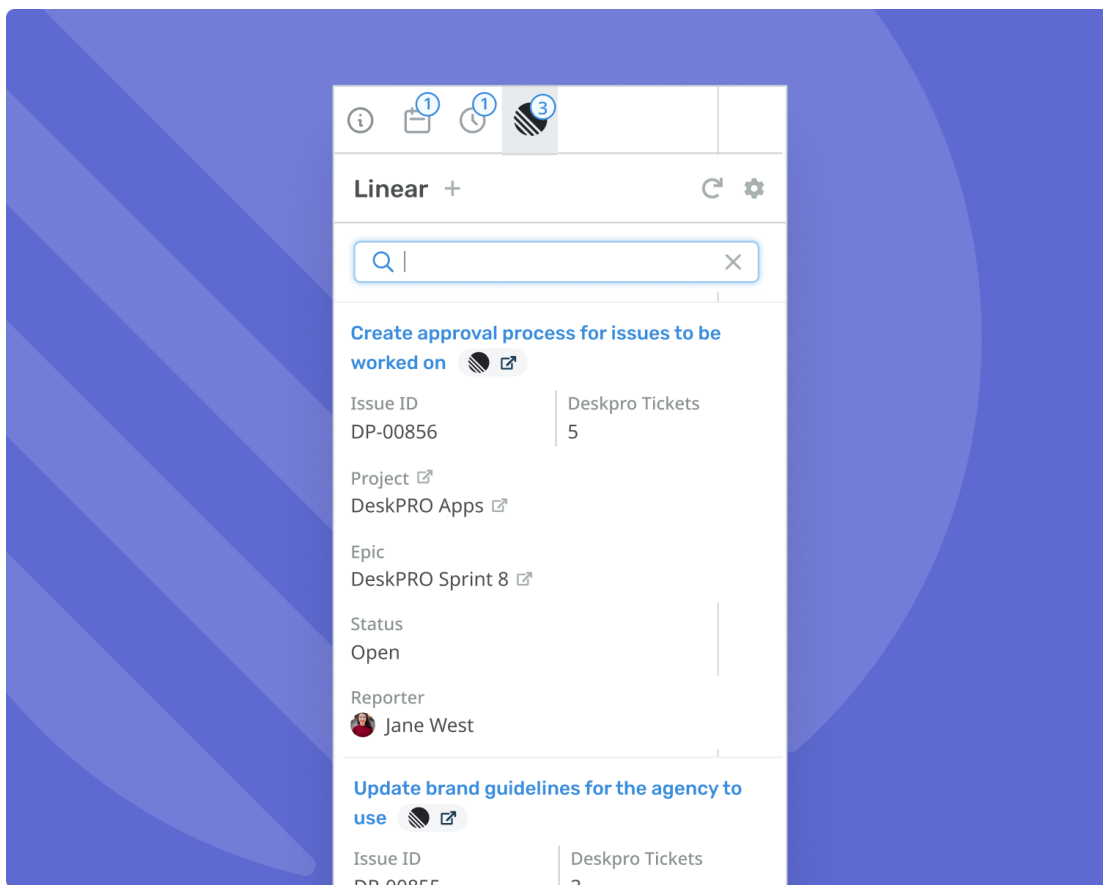 1 1 3
Linear
Create approval process for issues to be
worked on
Issue ID Deskpro Tickets
DP-00856 5
Project
DeskPRO Apps
Epic
DeskPRO Sprint 8
Status
Open
Reporter
Jane West
Update brand guidelines for the agency to
use
Issue ID Deskpro Tickets
DP-00855